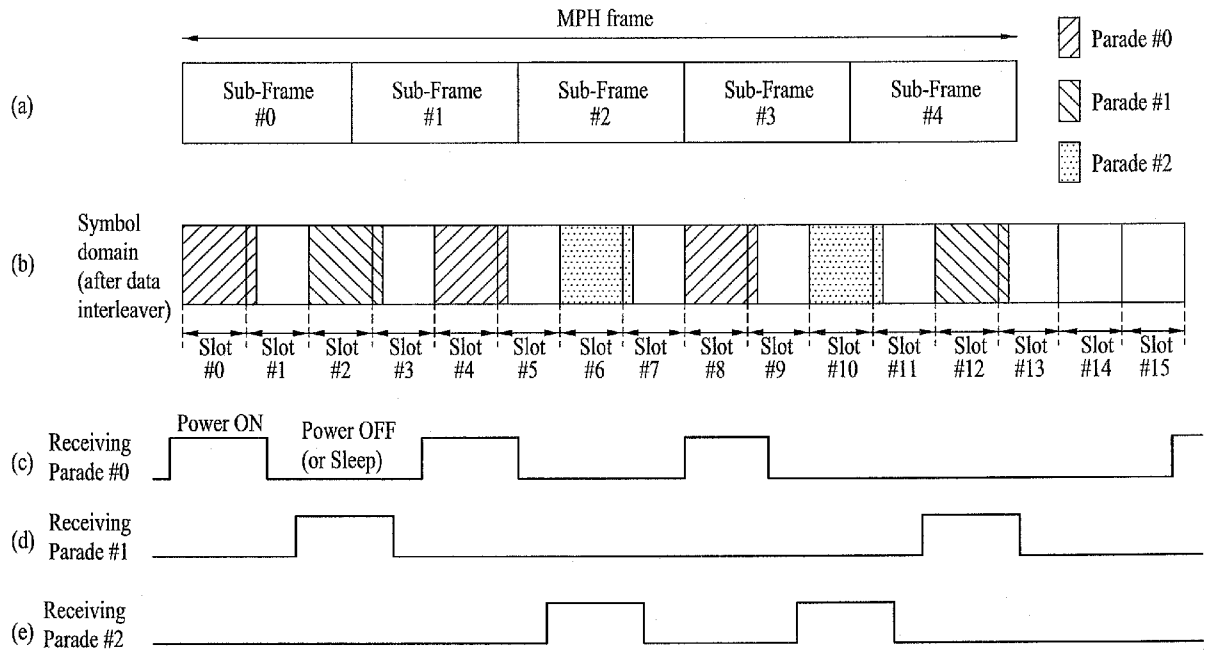 MPH frame
Parade #0
Parade #1
Parade #2
(a)
Sub-Frame
#0
Sub-Frame
#1
Sub-Frame
#2
Sub-Frame
#3
Sub-Frame
#4
(b)
Symbol
domain
(after data
interleaver)
Slot
#0
Slot
#1
Slot
#2
Slot
#3
Slot
#4
Slot
#5
Slot
#6
Slot
#7
Slot
#8
Slot
#9
Slot
#10
Slot
#11
Slot
#12
Slot
#13
Slot
#14
Slot
#15
(c)
Receiving
Parade #0
Power ON
Power OFF
(or Sleep)
(d)
Receiving
Parade #1
(e)
Receiving
Parade #2